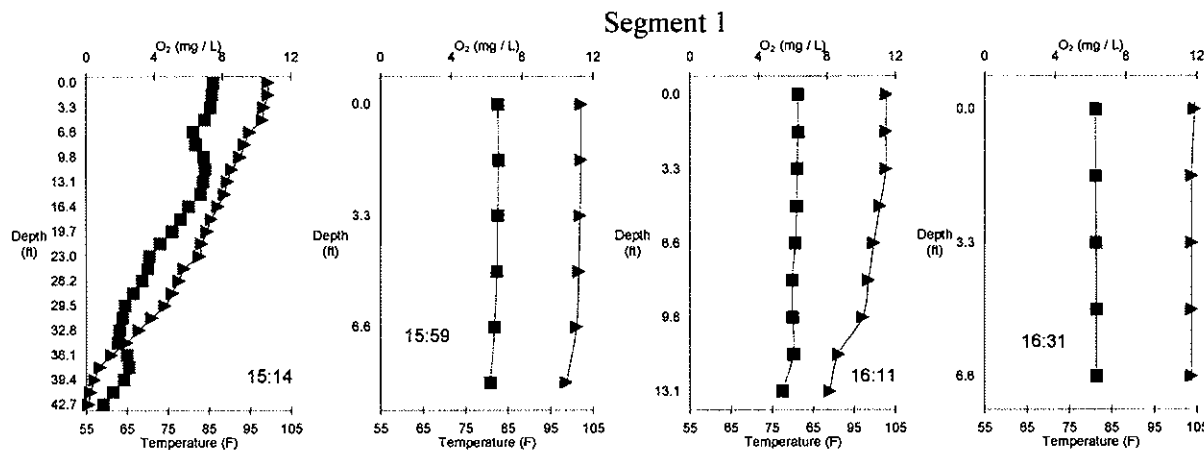 Segment 1
O₂ (mg / L)
0 4 8 12
0.0
3.3
6.6
9.8
13.1
16.4
19.7
23.0
26.2
29.5
32.8
36.1
39.4
42.7
Depth
(ft)
15:14
55 65 75 85 95 105
Temperature (F)
O₂ (mg / L)
0 4 8 12
0.0
3.3
6.6
Depth
(ft)
15:59
55 65 75 85 95 105
Temperature (F)
O₂ (mg / L)
0 4 8 12
0.0
3.3
6.6
9.8
13.1
Depth
(ft)
16:11
55 65 75 85 95 105
Temperature (F)
O₂ (mg / L)
0 4 8 12
0.0
3.3
6.8
Depth
(ft)
16:31
55 65 75 85 95 105
Temperature (F)